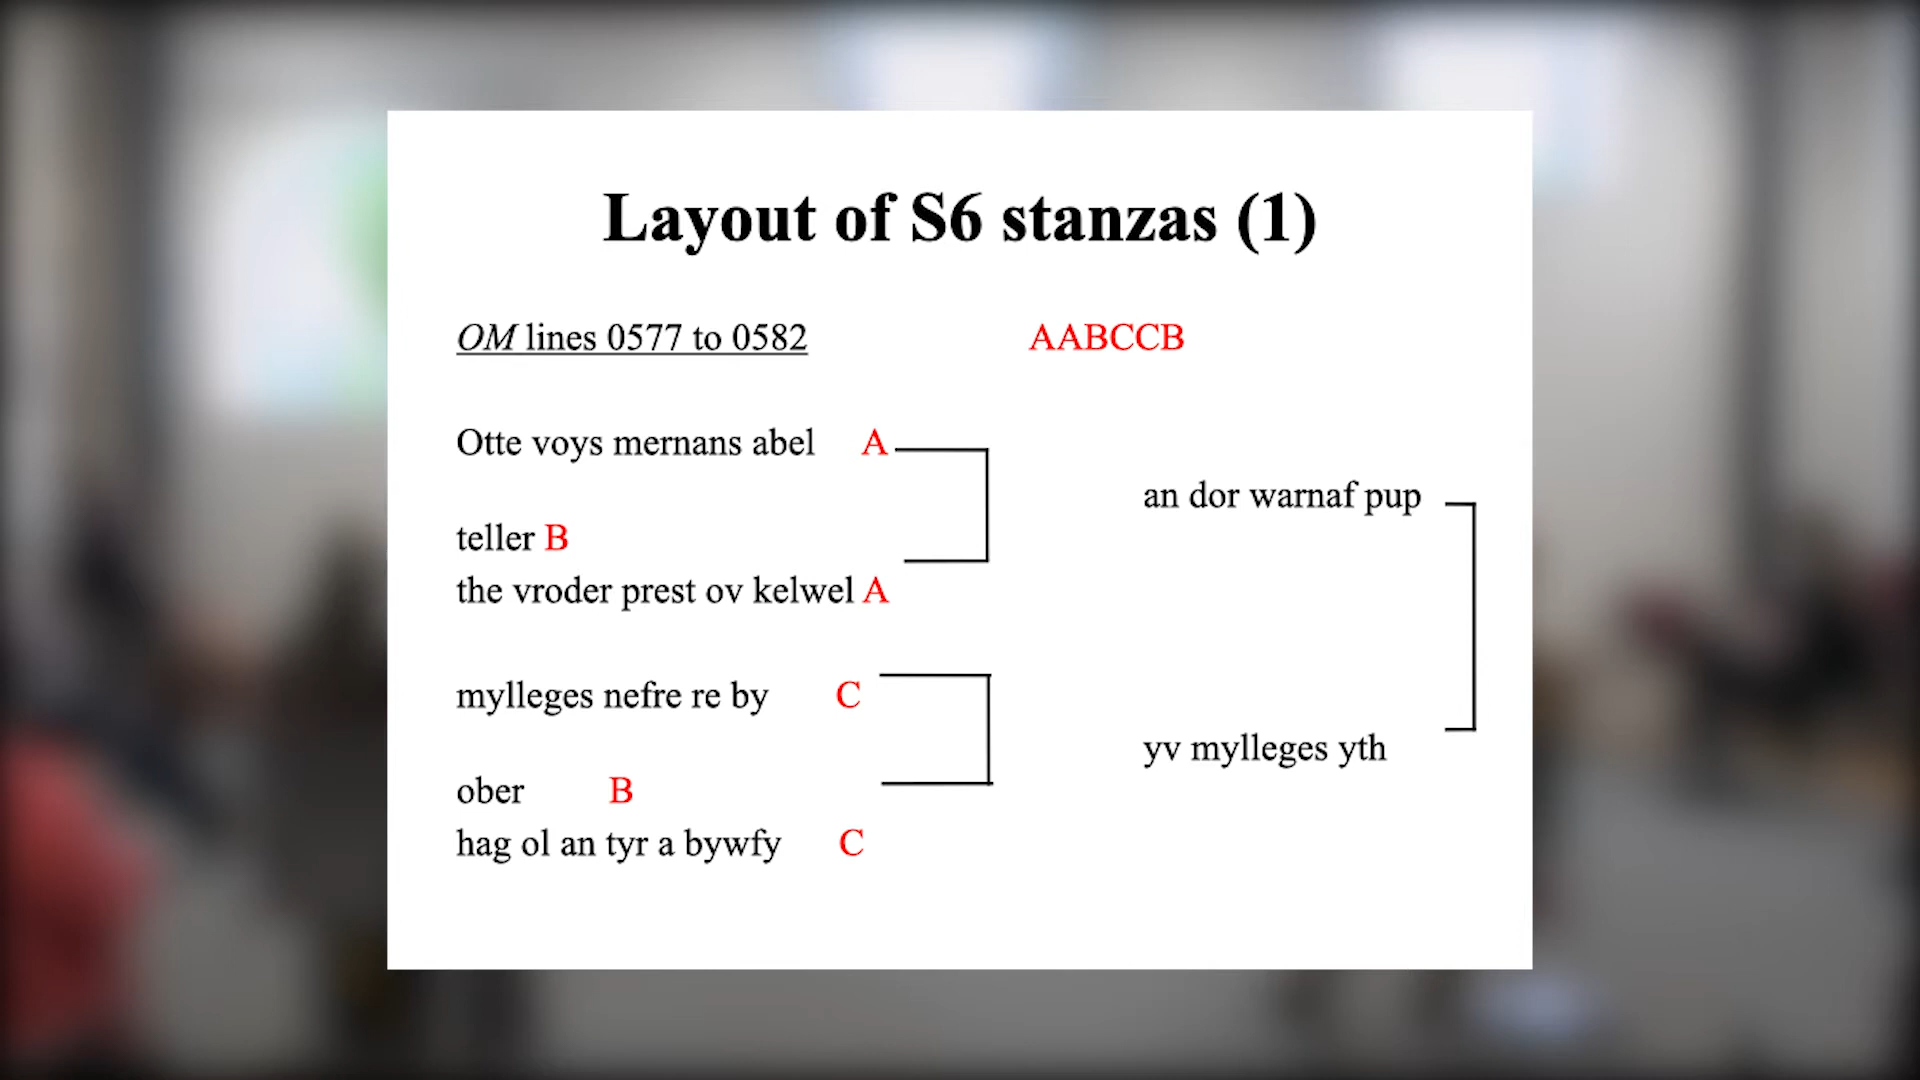 Layout of S6 stanzas (1)
OM lines 0577 to 0582 AABCCB
Otte voys mernans abel A
an dor warnaf pup
teller B
the vroder prest ov kelwel A
mylleges nefre re by C
yv mylleges yth
ober B
hag ol an tyr a bywfy C